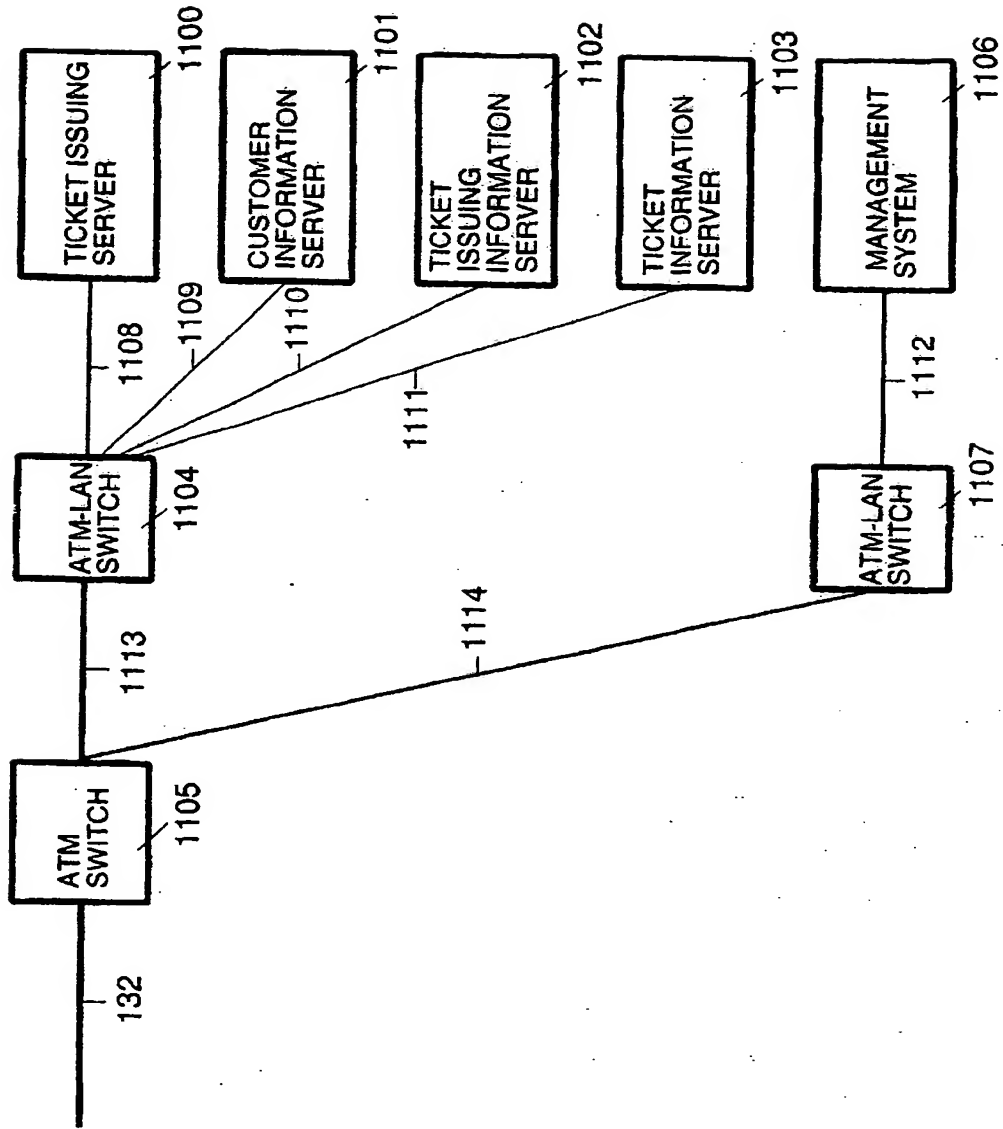 TICKET ISSUING
SERVER
1100
1108
CUSTOMER
INFORMATION
SERVER
1101
1109
TICKET
ISSUING
INFORMATION
SERVER
1102
1110
TICKET
INFORMATION
SERVER
1103
1111
ATM-LAN
SWITCH
1104
1113
ATM
SWITCH
1105
132
1114
MANAGEMENT
SYSTEM
1106
1112
ATM-LAN
SWITCH
1107